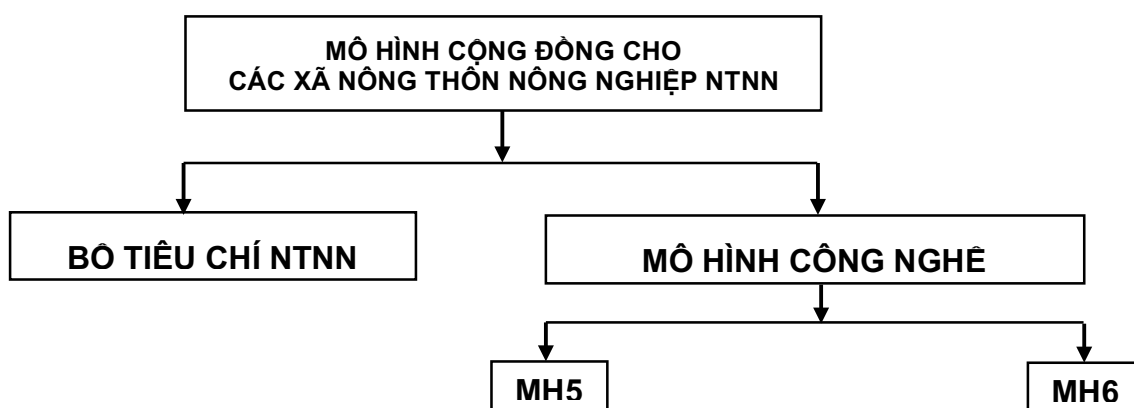 MÔ HÌNH CỘNG ĐỒNG CHO
CÁC XÃ NÔNG THÔN NÔNG NGHIỆP NTNN
BỘ TIÊU CHÍ NTNN
MÔ HÌNH CÔNG NGHỆ
MH5
MH6